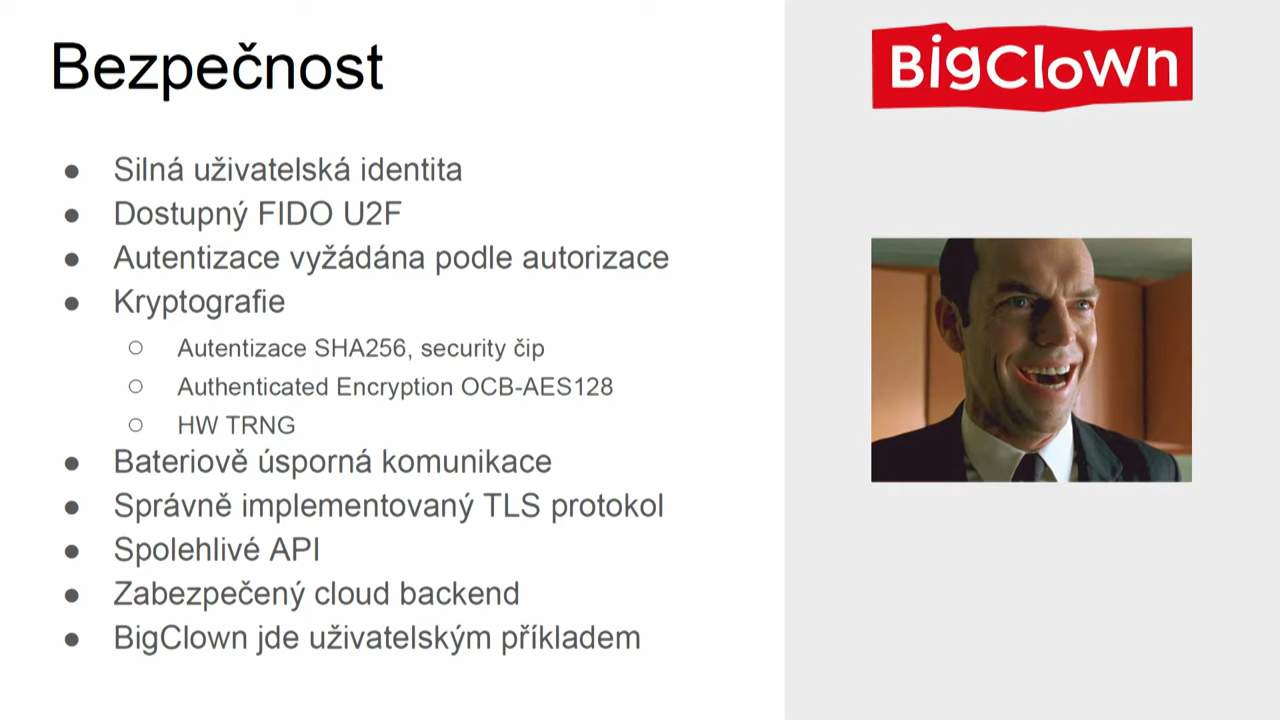 Bezpečnost
BigClown
● Silná uživatelská identita
● Dostupný FIDO U2F
● Autentizace vyžádána podle autorizace
● Kryptografie
○ Autentizace SHA256, security čip
○ Authenticated Encryption OCB-AES128
○ HW TRNG
● Bateriově úsporná komunikace
● Správně implementovaný TLS protokol
● Spolehlivé API
● Zabezpečený cloud backend
● BigClown jde uživatelským příkladem